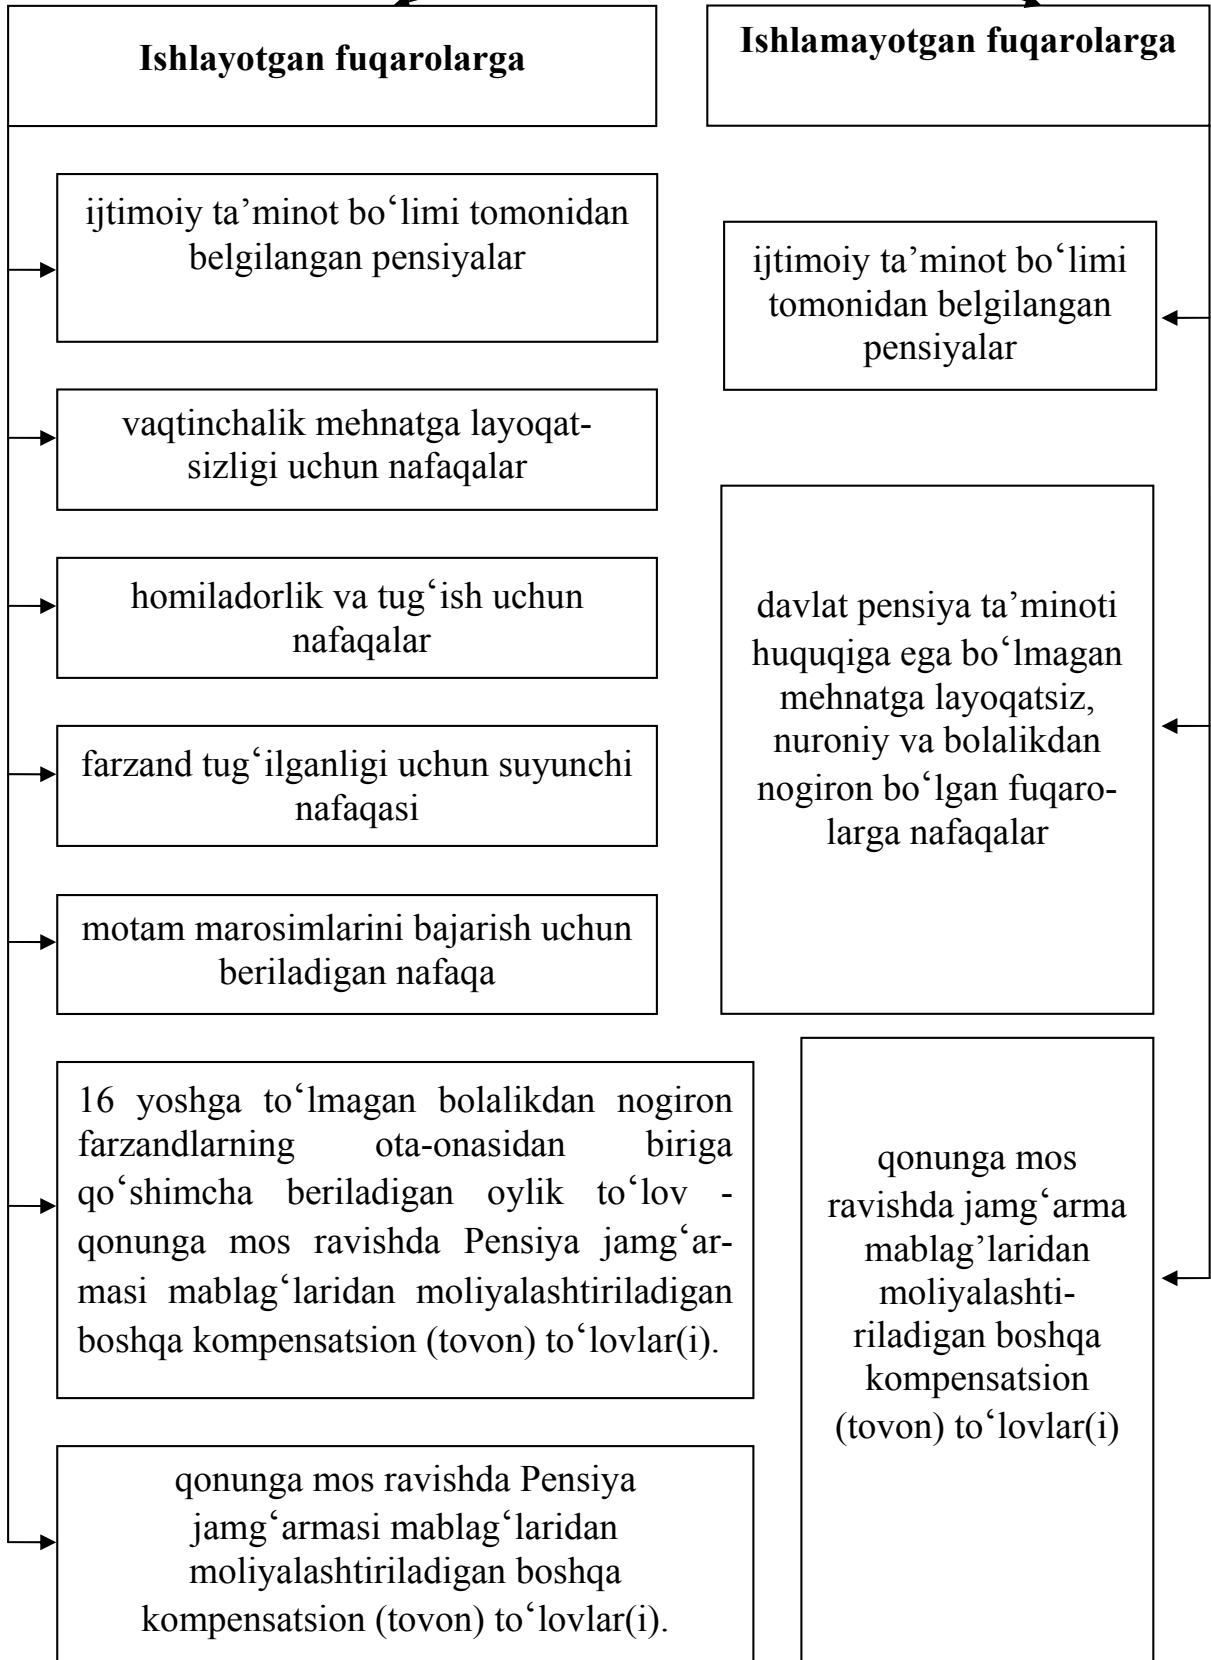 Ishlayotgan fuqarolarga
ijtimoiy ta’minot bo‘limi tomonidan
belgilangan pensiyalar
vaqtinchalik mehnatga layoqat-
sizligi uchun nafaqalar
homiladorlik va tug‘ish uchun
nafaqalar
farzand tug‘ilganligi uchun suyunchi
nafaqasi
motam marosimlarini bajarish uchun
beriladigan nafaqa
16 yoshga to‘lmagan bolalikdan nogiron
farzandlarning ota-onasidan biriga
qo‘shimcha beriladigan oylik to‘lov -
qonunga mos ravishda Pensiya jamg‘ar-
masi mablag‘laridan moliyalashtiriladigan
boshqa kompensatsion (tovon) to‘lovlar(i).
qonunga mos ravishda Pensiya
jamg‘armasi mablag‘laridan
moliyalashtiriladigan boshqa
kompensatsion (tovon) to‘lovlar(i).
Ishlamayotgan fuqarolarga
ijtimoiy ta’minot bo‘limi
tomonidan belgilangan
pensiyalar
davlat pensiya ta’minoti
huquqiga ega bo‘lmagan
mehnatga layoqatsiz,
nuroniy va bolalikdan
nogiron bo‘lgan fuqaro-
larga nafaqalar
qonunga mos
ravishda jamg‘arma
mablag’laridan
moliyalashti-
riladigan boshqa
kompensatsion
(tovon) to‘lovlar(i)